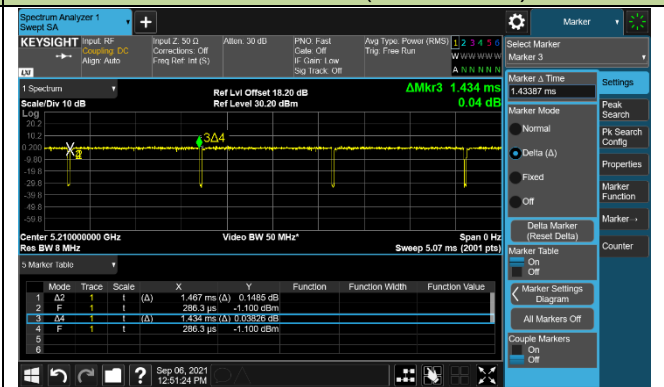 Spectrum Analyzer 1
Swept SA
+
Marker
KEYSIGHT
Input: RF
Coupling: DC
Align: Auto
Input Z: 50 Ω
Corrections: Off
Freq Ref: Int (S)
Atten: 30 dB
PNO: Fast
Gate: Off
IF Gain: Low
Sig Track: Off
Avg Type: Power (RMS)
Trig: Free Run
1 2 3 4 5 6
W W W W W W
A N N N N N
LXI
Select Marker
Marker 3
Marker Δ Time
1.43387 ms
Marker Mode
Normal
Delta (Δ)
Fixed
Off
Delta Marker
(Reset Delta)
Marker Table
On
Off
Marker Settings
Diagram
All Markers Off
Couple Markers
On
Off
Settings
Peak
Search
Pk Search
Config
Properties
Marker
Function
Marker→
Counter
1 Spectrum
Scale/Div 10 dB
Log
Ref Lvl Offset 18.20 dB
Ref Level 30.20 dBm
ΔMkr3 1.434 ms
0.04 dB
20.2
10.2
0.200
-9.80
-19.8
-29.8
-39.8
-49.8
-59.8
3Δ4
Center 5.210000000 GHz
Res BW 8 MHz
Video BW 50 MHz*
Span 0 Hz
Sweep 5.07 ms (2001 pts)
5 Marker Table
Mode Trace Scale X Y Function Function Width Function Value
1 Δ2 1 t (Δ) 1.467 ms (Δ) 0.1485 dB
2 F 1 t 286.3 µs -1.100 dBm
3 Δ4 1 t (Δ) 1.434 ms (Δ) 0.03826 dB
4 F 1 t 286.3 µs -1.100 dBm
5
6
?
Sep 06, 2021
12:51:24 PM